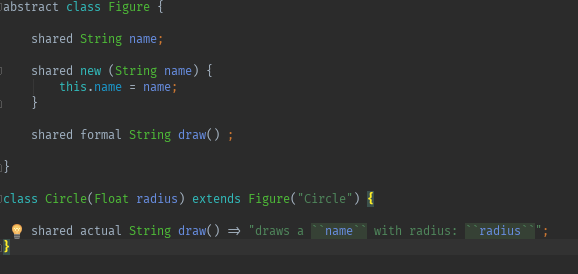 abstract class Figure {
shared String name;
shared new (String name) {
this.name = name;
}
shared formal String draw() ;
}
class Circle(Float radius) extends Figure("Circle") {
shared actual String draw() => "draws a ``name`` with radius: ``radius``";
}